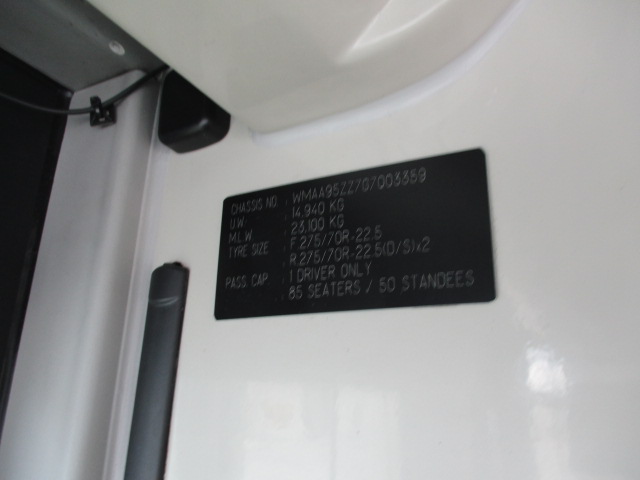 CHASSIS NO. : WMAA95ZZ7G7003359
U.W. : 14,940 KG
M.L.W. : 23,100 KG
TYRE SIZE : F.275/70R-22.5
: R.275/70R-22.5(D/S)x2
PASS. CAP. : 1 DRIVER ONLY
: 85 SEATERS / 50 STANDEES